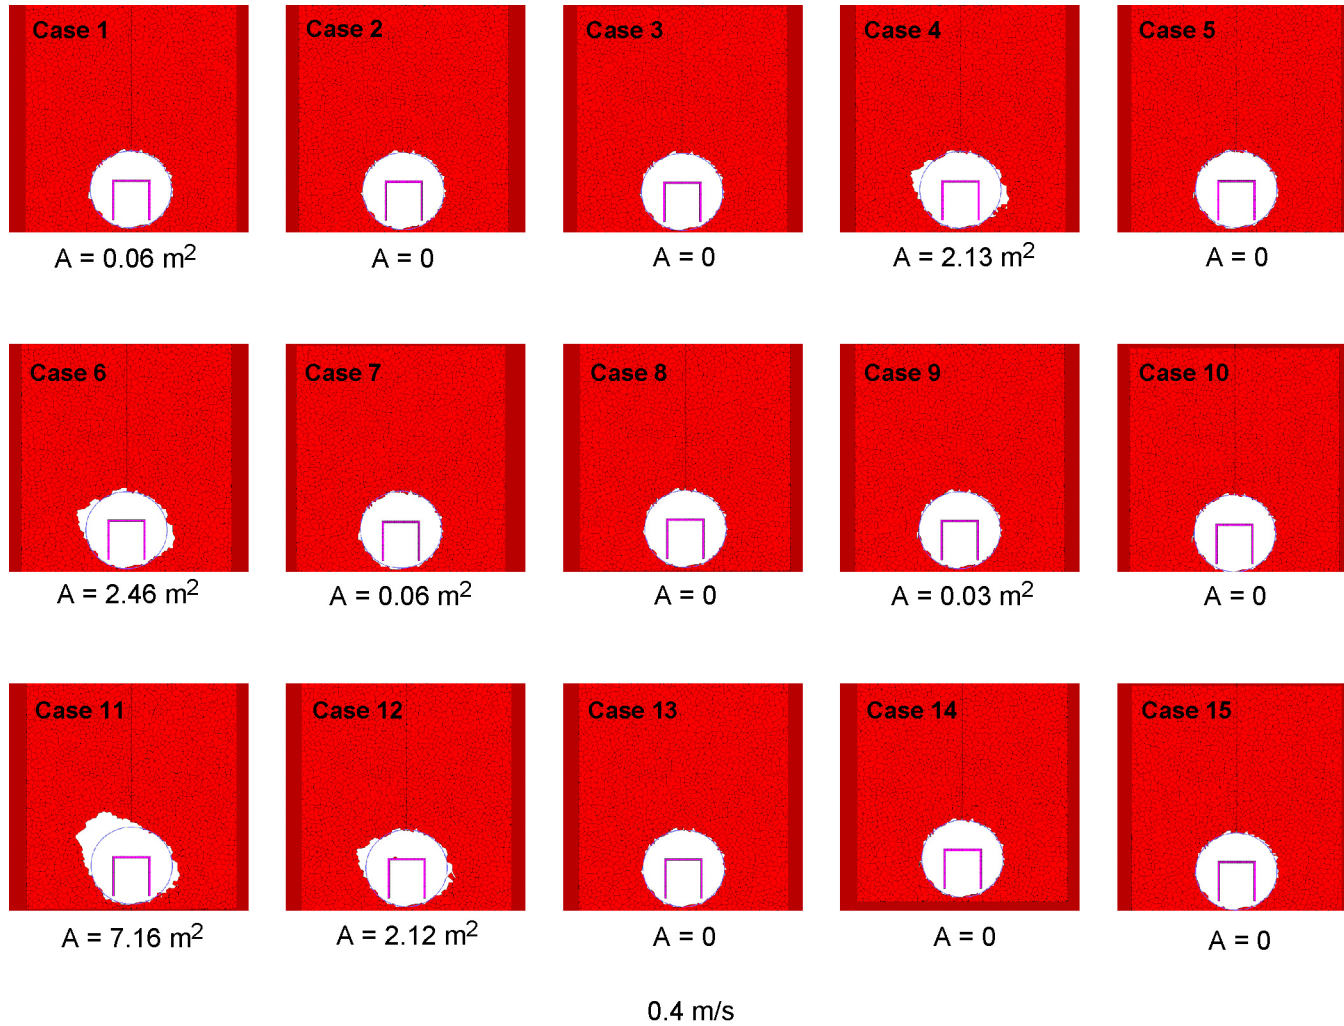 Case 1
Case 2
Case 3
Case 4
Case 5
A = 0.06 m²
A = 0
A = 0
A = 2.13 m²
A = 0
Case 6
Case 7
Case 8
Case 9
Case 10
A = 2.46 m²
A = 0.06 m²
A = 0
A = 0.03 m²
A = 0
Case 11
Case 12
Case 13
Case 14
Case 15
A = 7.16 m²
A = 2.12 m²
A = 0
A = 0
A = 0
0.4 m/s